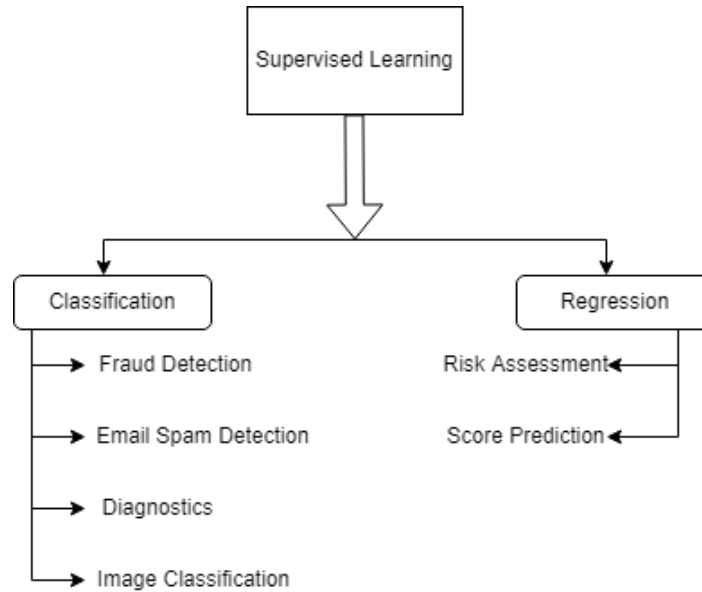 Supervised Learning
Classification
Regression
Fraud Detection
Risk Assessment
Email Spam Detection
Score Prediction
Diagnostics
Image Classification